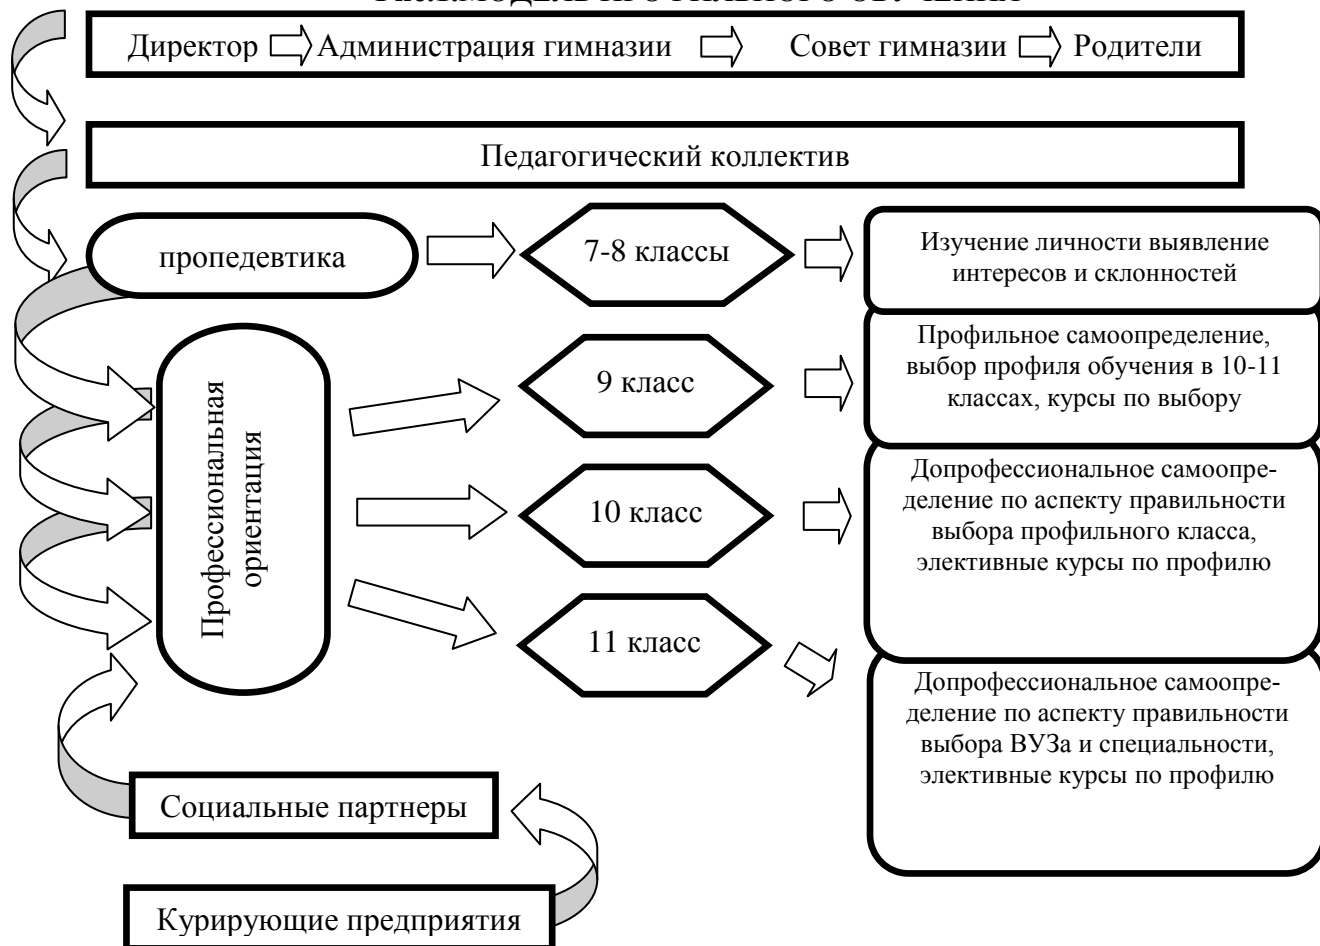 Директор Администрация гимназии Совет гимназии Родители
Педагогический коллектив
пропедевтика
7-8 классы
Изучение личности выявление
интересов и склонностей
Профессиональная
ориентация
9 класс
Профильное самоопределение,
выбор профиля обучения в 10-11
классах, курсы по выбору
10 класс
Допрофессиональное самоопре-
деление по аспекту правильности
выбора профильного класса,
элективные курсы по профилю
11 класс
Допрофессиональное самоопре-
деление по аспекту правильности
выбора ВУЗа и специальности,
элективные курсы по профилю
Социальные партнеры
Курирующие предприятия